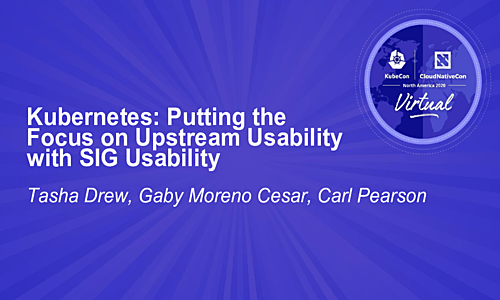 KubeCon
CloudNativeCon
North America 2020
Virtual
Kubernetes: Putting the
Focus on Upstream Usability
with SIG Usability
Tasha Drew, Gaby Moreno Cesar, Carl Pearson